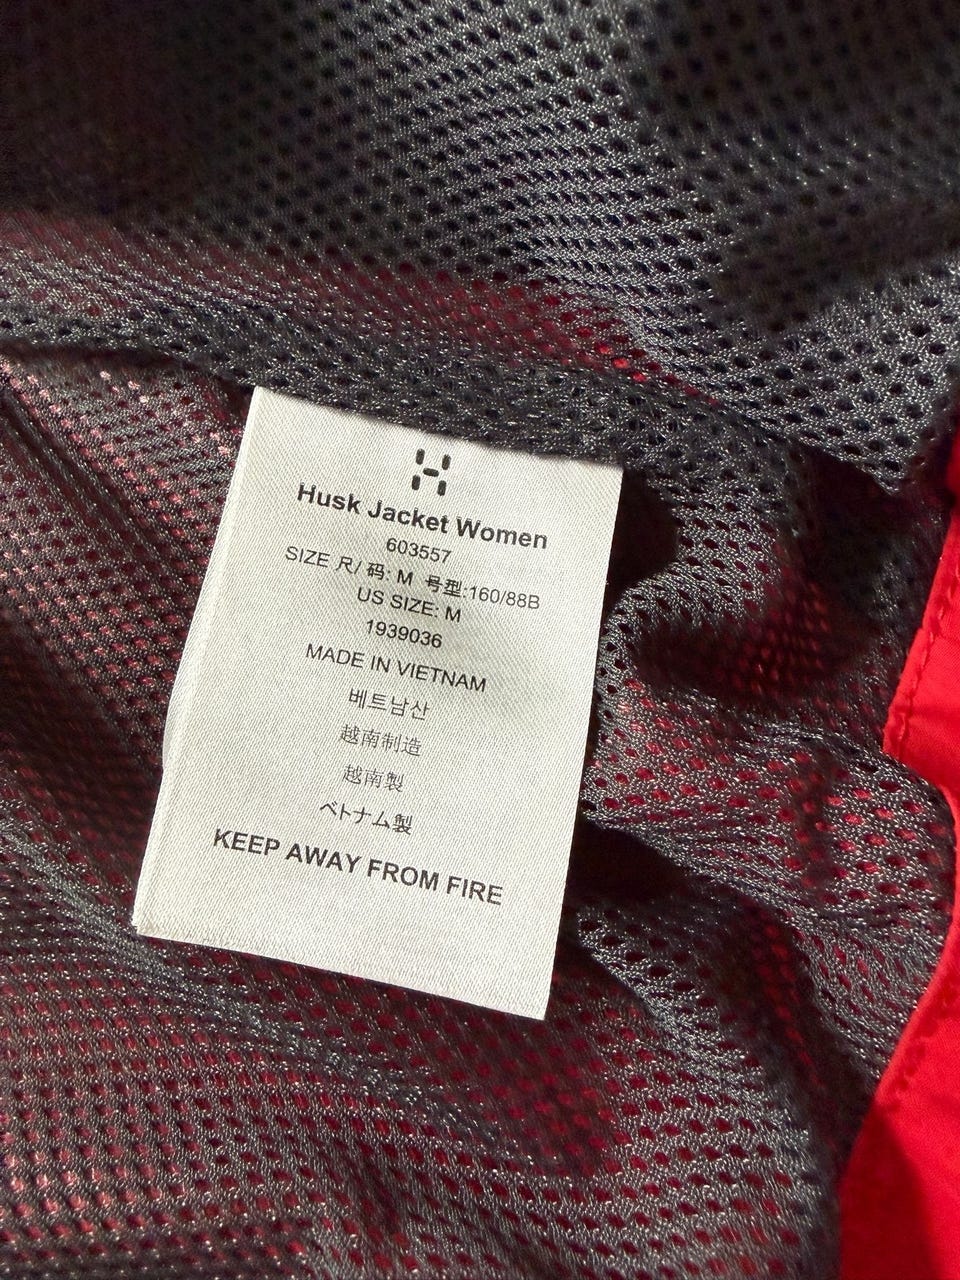 Husk Jacket Women
603557
SIZE 尺/码: M 号型:160/88B
US SIZE: M
1939036
MADE IN VIETNAM
베트남산
越南制造
越南製
ベトナム製
KEEP AWAY FROM FIRE